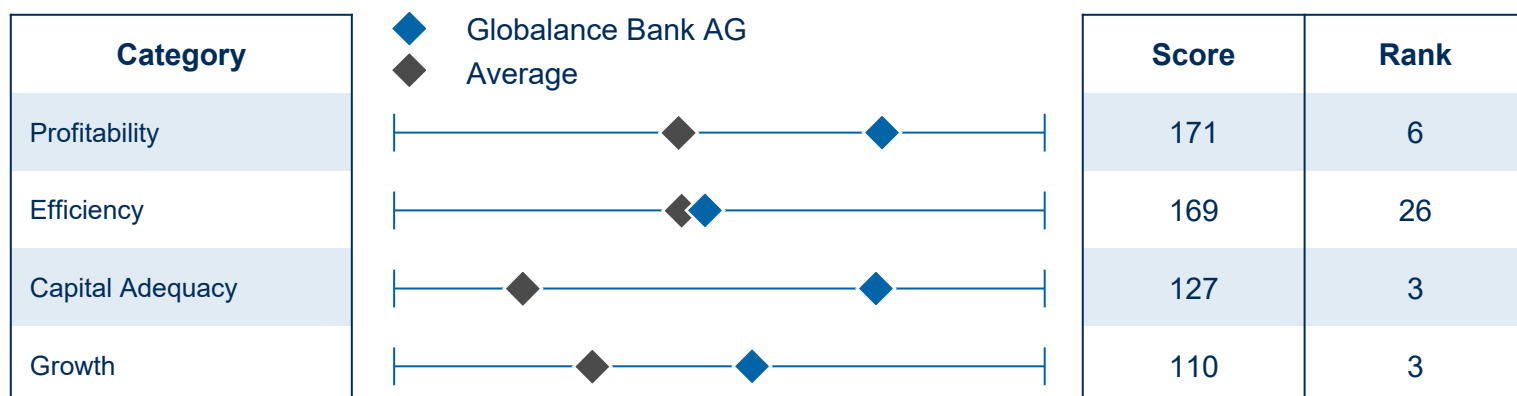 Globalance Bank AG
Average
Category Score Rank
Profitability 171 6
Efficiency 169 26
Capital Adequacy 127 3
Growth 110 3